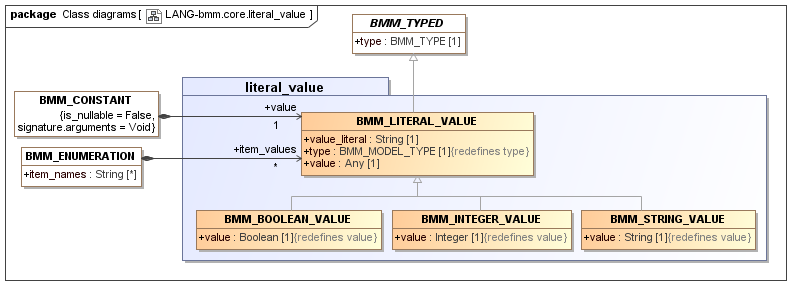 package Class diagrams[ LANG-bmm.core.literal_value ]
BMM_TYPED
+type : BMM_TYPE [1]
literal_value
BMM_CONSTANT
{is_nullable = False,
signature.arguments = Void}
+value
1
BMM_LITERAL_VALUE
+value_literal : String [1]
+type : BMM_MODEL_TYPE [1]{redefines type}
+value : Any [1]
BMM_ENUMERATION
+item_names : String [*]
+item_values
*
BMM_BOOLEAN_VALUE
+value : Boolean [1]{redefines value}
BMM_INTEGER_VALUE
+value : Integer [1]{redefines value}
BMM_STRING_VALUE
+value : String [1]{redefines value}